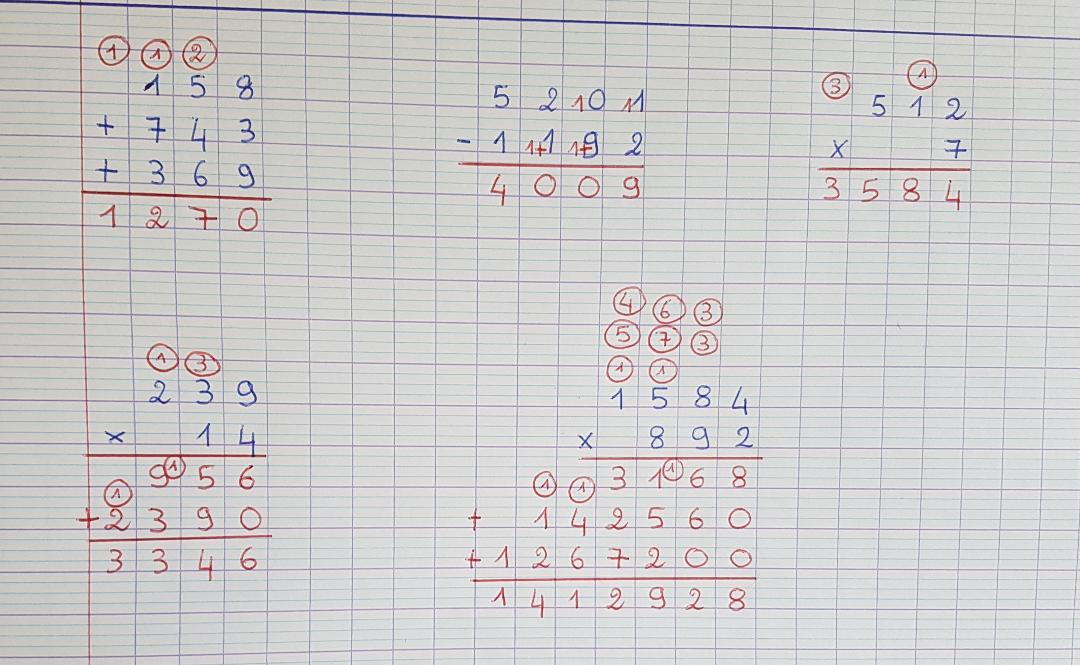 1 1 2
1 5 8
+ 7 4 3
+ 3 6 9
1 2 7 0
5 2 10 11
- 1 1+1 1+9 2
4 0 0 9
3 1
5 1 2
x 7
3 5 8 4
1 3
2 3 9
x 1 4
9 1 5 6
1
+ 2 3 9 0
3 3 4 6
4 6 3
5 7 3
1 1
1 5 8 4
x 8 9 2
1 1 3 1 1 6 8
+ 1 4 2 5 6 0
+ 1 2 6 7 2 0 0
1 4 1 2 9 2 8